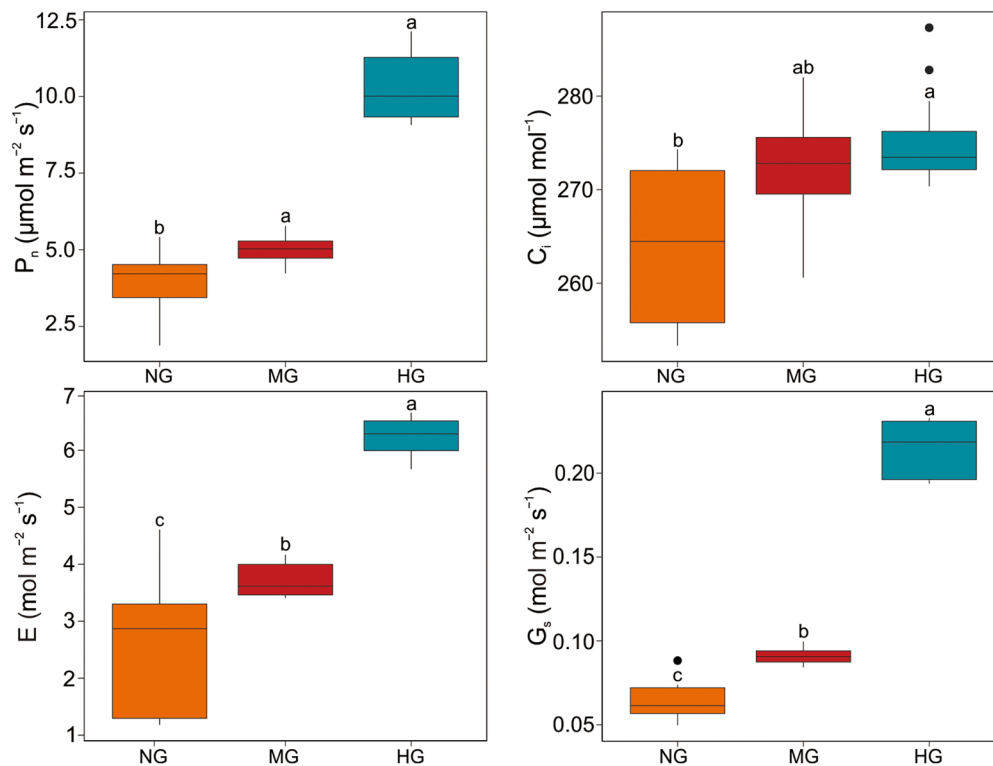 12.5
10.0
7.5
5.0
2.5
Pₙ (μmol m⁻² s⁻¹)
b
a
a
NG
MG
HG
280
270
260
Cᵢ (μmol mol⁻¹)
b
ab
a
NG
MG
HG
7
6
5
4
3
2
1
E (mol m⁻² s⁻¹)
c
b
a
NG
MG
HG
0.20
0.15
0.10
0.05
Gₛ (mol m⁻² s⁻¹)
c
b
a
NG
MG
HG